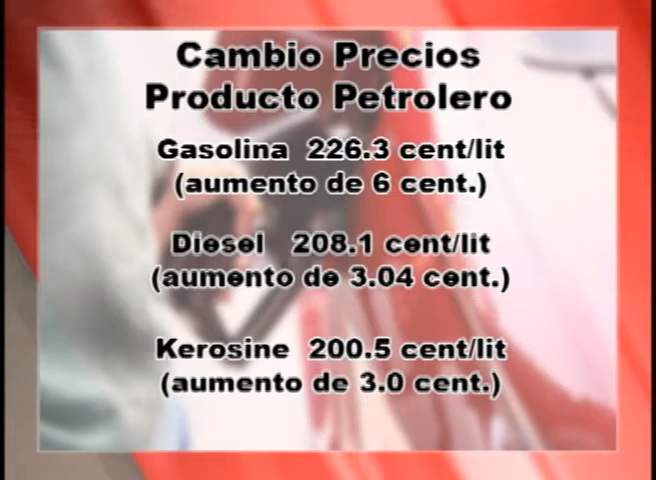 Cambio Precios
Producto Petrolero
Gasolina 226.3 cent/lit
(aumento de 6 cent.)
Diesel 208.1 cent/lit
(aumento de 3.04 cent.)
Kerosine 200.5 cent/lit
(aumento de 3.0 cent.)